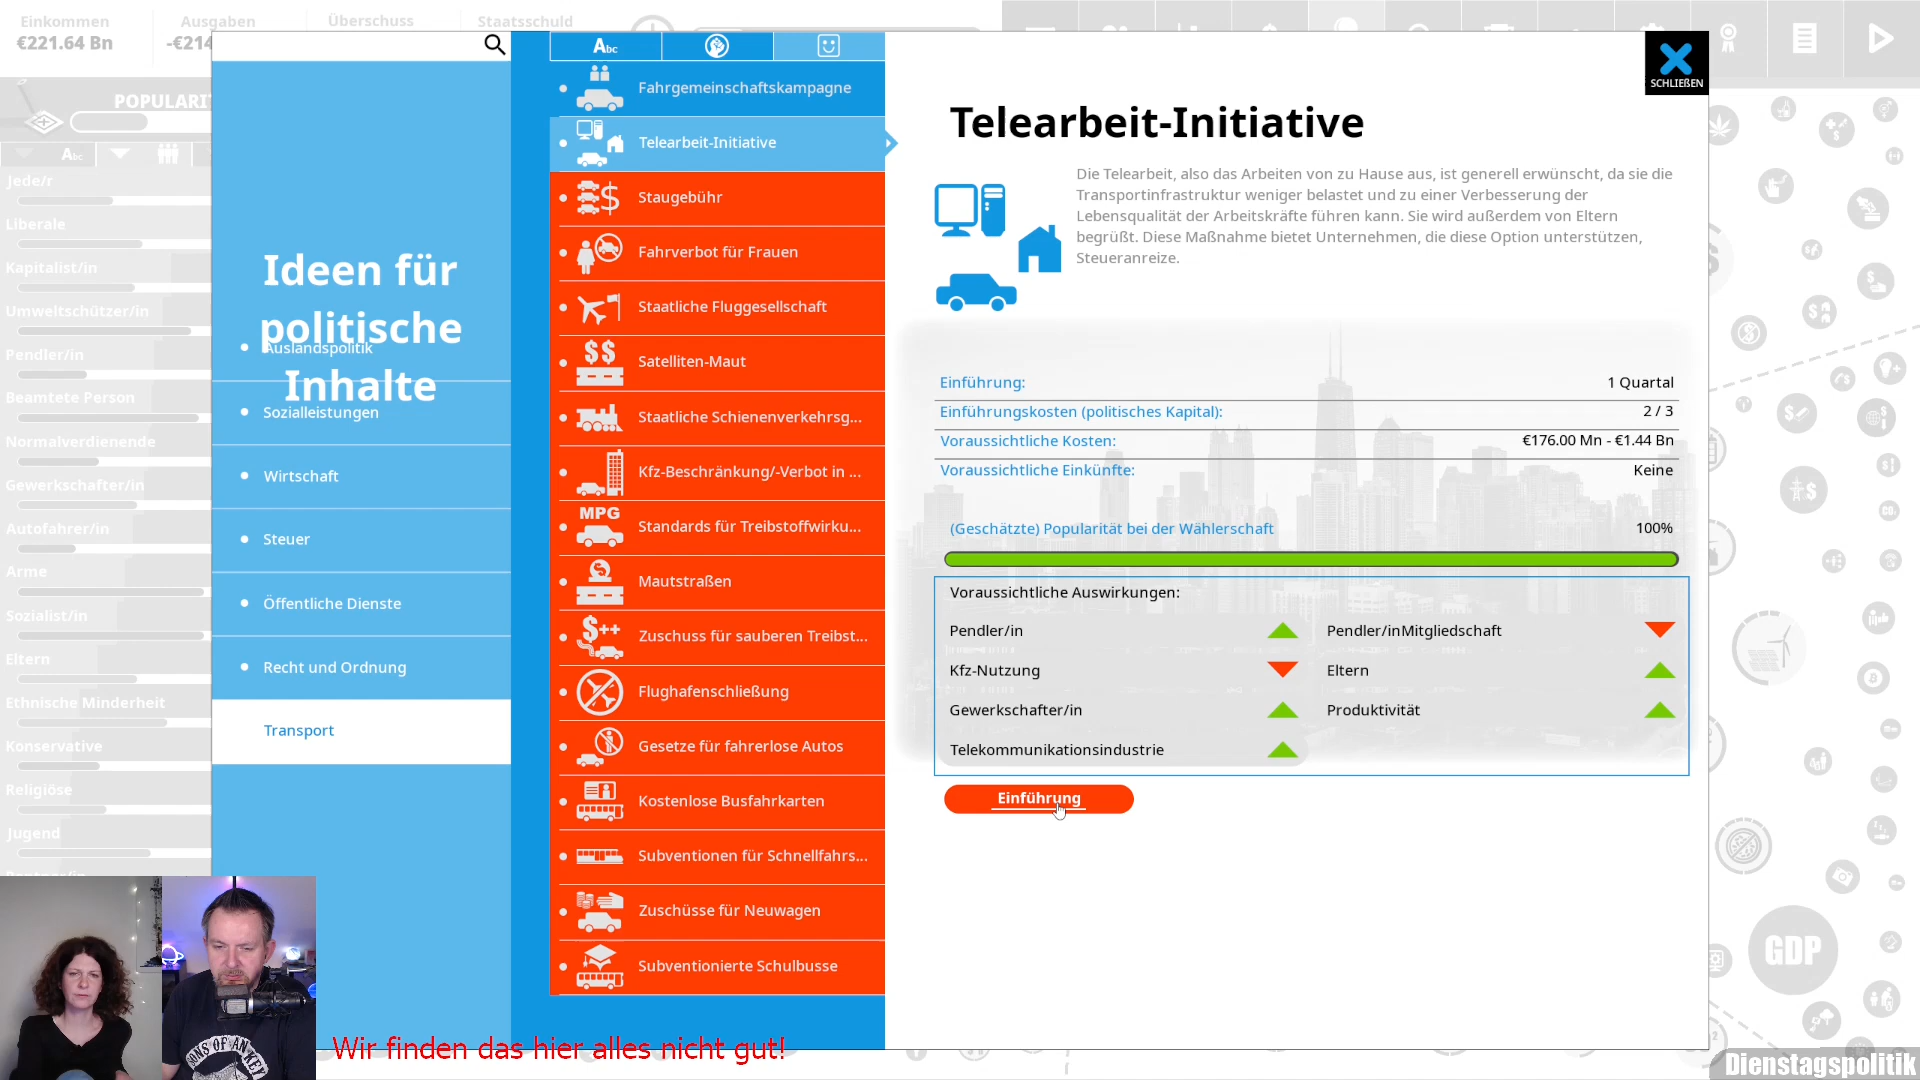 Einkommen
€221.64 Bn
Ausgaben
-€214
Überschuss
Staatsschuld
POPULARIT
Abc
Jede/r
Liberale
Kapitalist/in
Umweltschützer/in
Pendler/in
Beamtete Person
Normalverdienende
Gewerkschafter/in
Autofahrer/in
Arme
Sozialist/in
Eltern
Ethnische Minderheit
Konservative
Religiöse
Jugend
Ideen für
politische
Inhalte
Auslandspolitik
Sozialleistungen
Wirtschaft
Steuer
Öffentliche Dienste
Recht und Ordnung
Transport
Abc
Fahrgemeinschaftskampagne
Telearbeit-Initiative
Staugebühr
Fahrverbot für Frauen
Staatliche Fluggesellschaft
Satelliten-Maut
Staatliche Schienenverkehrsg...
Kfz-Beschränkung/-Verbot in ...
MPG
Standards für Treibstoffwirku...
Mautstraßen
Zuschuss für sauberen Treibst...
Flughafenschließung
Gesetze für fahrerlose Autos
Kostenlose Busfahrkarten
Subventionen für Schnellfahrs...
Zuschüsse für Neuwagen
Subventionierte Schulbusse
SCHLIEẞEN
Telearbeit-Initiative
Die Telearbeit, also das Arbeiten von zu Hause aus, ist generell erwünscht, da sie die
Transportinfrastruktur weniger belastet und zu einer Verbesserung der
Lebensqualität der Arbeitskräfte führen kann. Sie wird außerdem von Eltern
begrüßt. Diese Maßnahme bietet Unternehmen, die diese Option unterstützen,
Steueranreize.
Einführung: 1 Quartal
Einführungskosten (politisches Kapital): 2 / 3
Voraussichtliche Kosten: €176.00 Mn - €1.44 Bn
Voraussichtliche Einkünfte: Keine
(Geschätzte) Popularität bei der Wählerschaft 100%
Voraussichtliche Auswirkungen:
Pendler/in Pendler/inMitgliedschaft
Kfz-Nutzung Eltern
Gewerkschafter/in Produktivität
Telekommunikationsindustrie
Einführung
GDP
Wir finden das hier alles nicht gut!
Dienstagspolitik